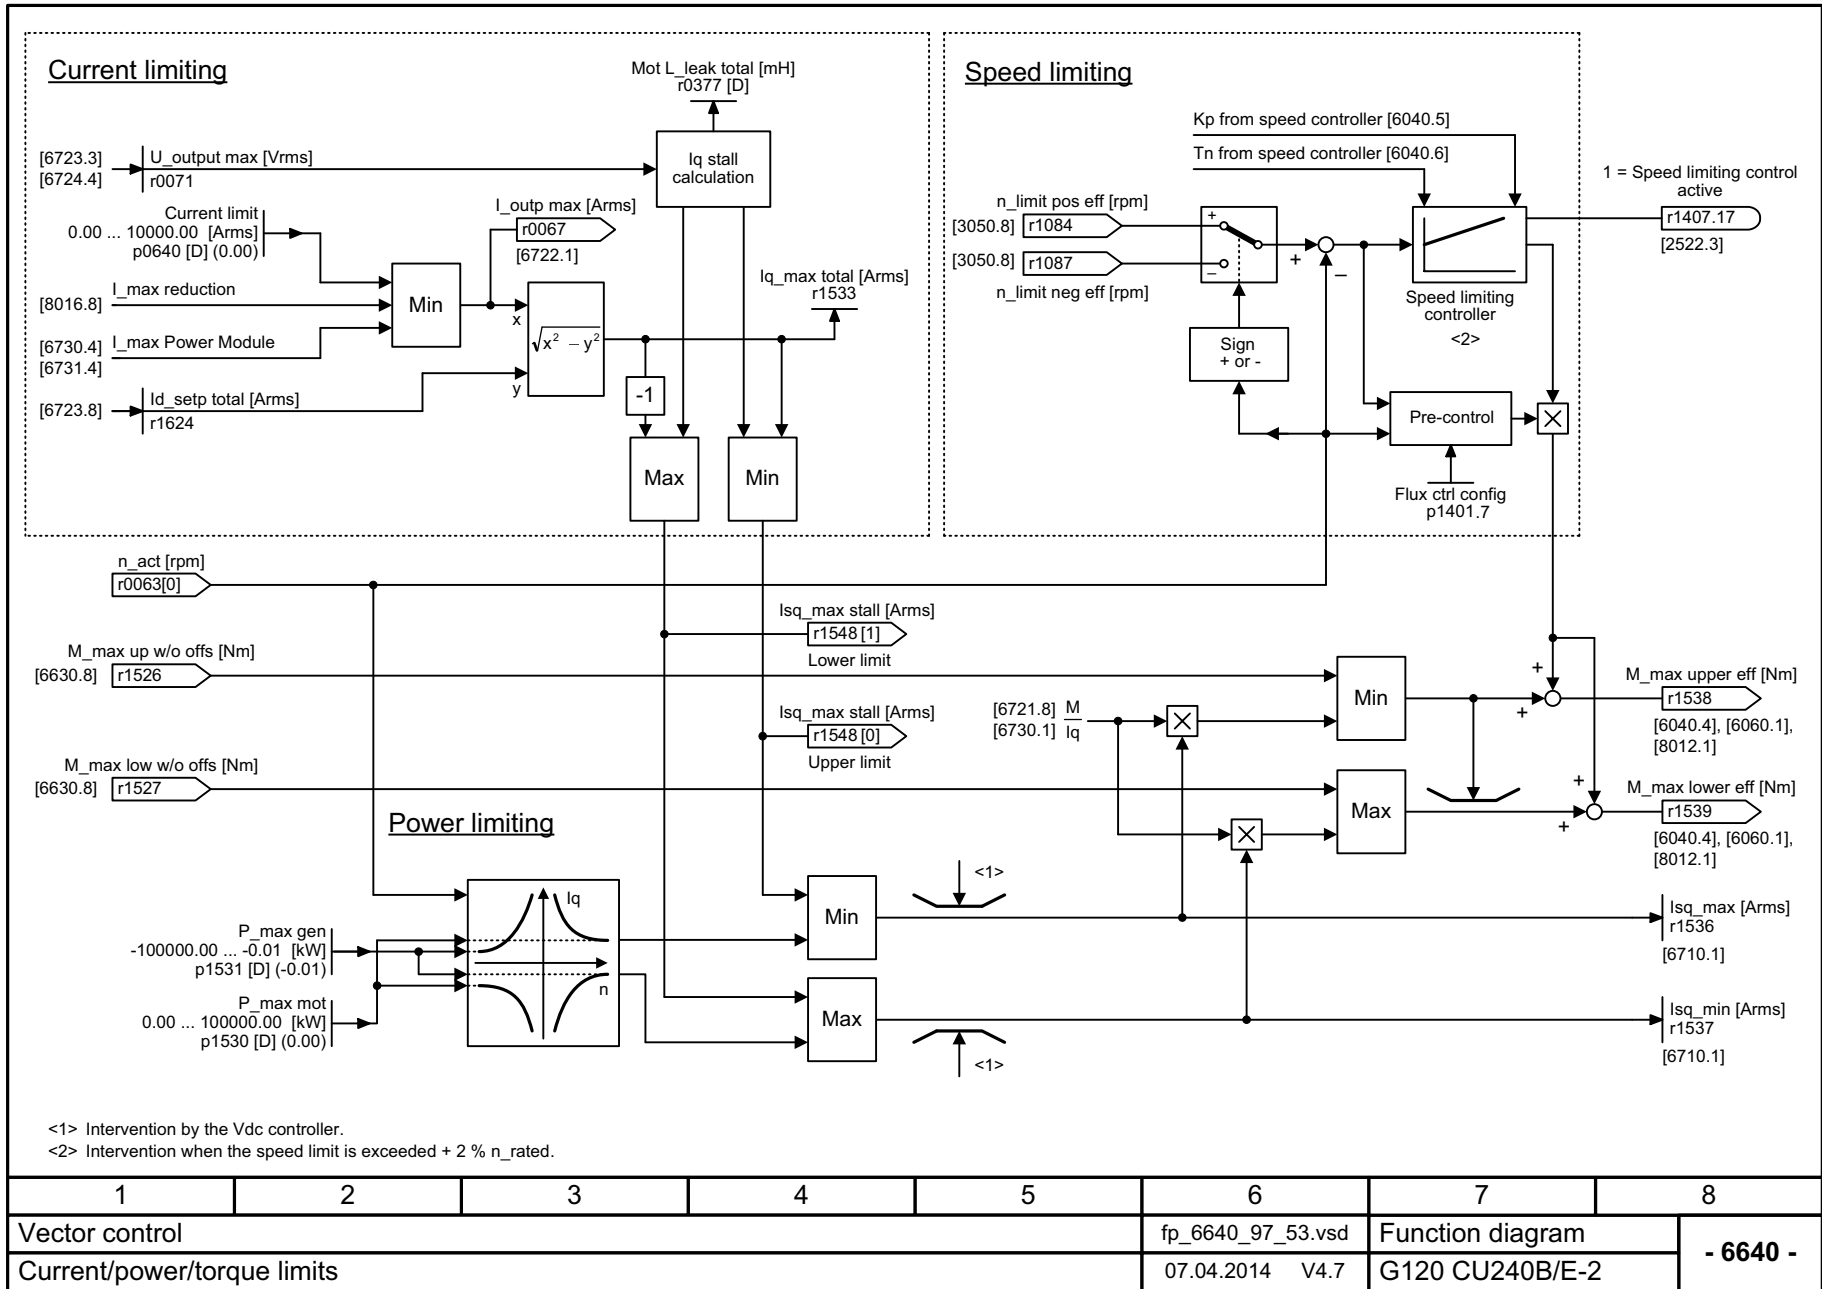 Current limiting
Mot L_leak total [mH]
r0377 [D]
[6723.3]
[6724.4]
U_output max [Vrms]
r0071
Iq stall
calculation
Current limit
0.00 ... 10000.00 [Arms]
p0640 [D] (0.00)
I_outp max [Arms]
r0067
[6722.1]
Iq_max total [Arms]
r1533
[8016.8]
I_max reduction
Min
x
√x² – y²
y
[6730.4]
[6731.4]
I_max Power Module
[6723.8]
Id_setp total [Arms]
r1624
-1
Max
Min
Speed limiting
Kp from speed controller [6040.5]
Tn from speed controller [6040.6]
1 = Speed limiting control
active
r1407.17
[2522.3]
n_limit pos eff [rpm]
[3050.8] r1084
[3050.8] r1087
n_limit neg eff [rpm]
+
–
+
–
Speed limiting
controller
<2>
Sign
+ or -
Pre-control
X
Flux ctrl config
p1401.7
n_act [rpm]
r0063[0]
Isq_max stall [Arms]
r1548 [1]
Lower limit
M_max up w/o offs [Nm]
[6630.8] r1526
Isq_max stall [Arms]
r1548 [0]
Upper limit
[6721.8]
[6730.1]
M
Iq
X
Min
+
+
M_max upper eff [Nm]
r1538
[6040.4], [6060.1],
[8012.1]
M_max low w/o offs [Nm]
[6630.8] r1527
X
Max
+
+
M_max lower eff [Nm]
r1539
[6040.4], [6060.1],
[8012.1]
Power limiting
Iq
n
P_max gen
-100000.00 ... -0.01 [kW]
p1531 [D] (-0.01)
P_max mot
0.00 ... 100000.00 [kW]
p1530 [D] (0.00)
Min
<1>
Isq_max [Arms]
r1536
[6710.1]
Max
<1>
Isq_min [Arms]
r1537
[6710.1]
<1> Intervention by the Vdc controller.
<2> Intervention when the speed limit is exceeded + 2 % n_rated.
1 2 3 4 5 6 7 8
Vector control
fp_6640_97_53.vsd
Function diagram
- 6640 -
Current/power/torque limits
07.04.2014 V4.7
G120 CU240B/E-2